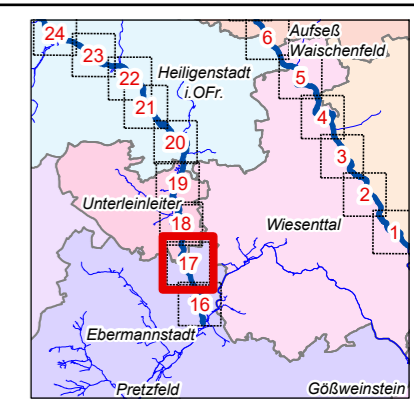 24
6
Aufseß
Waischenfeld
23
22
Heiligenstadt
i.OFr.
5
21
4
20
3
19
2
Unterleinleiter
18
Wiesenttal
1
17
16
Ebermannstadt
Pretzfeld
Gößweinstein